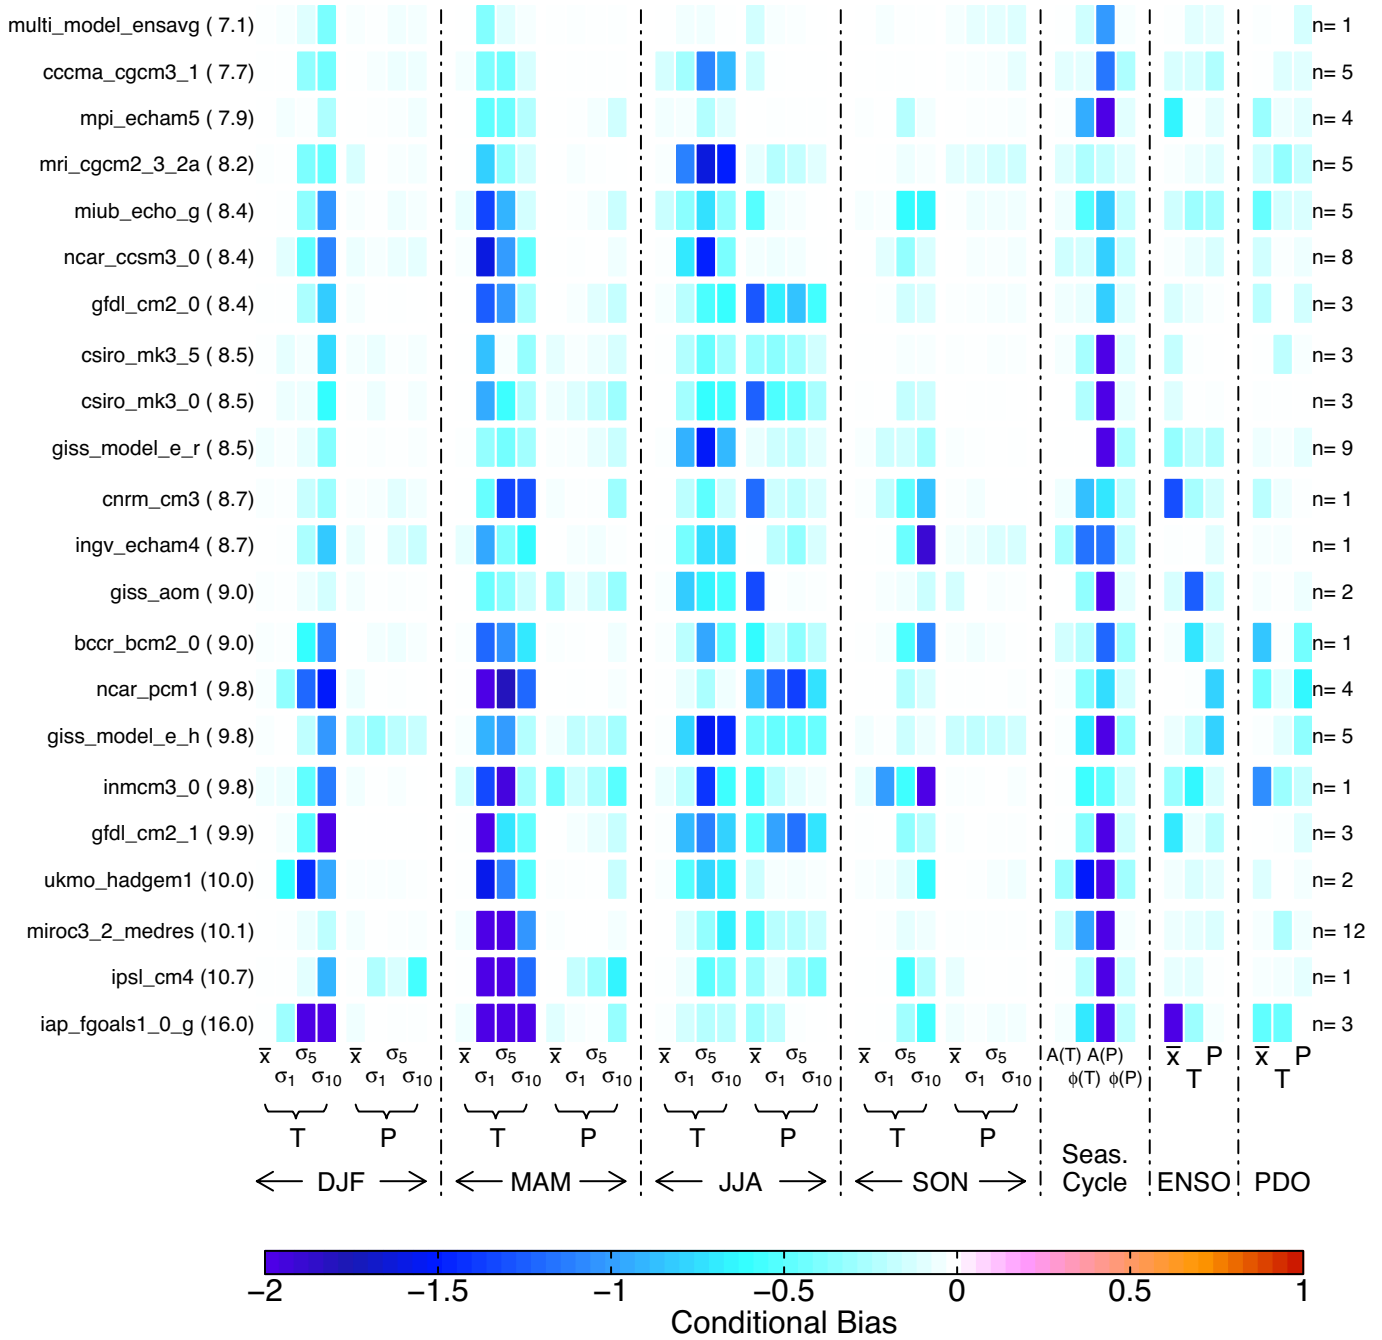 multi_model_ensavg ( 7.1) n= 1
cccma_cgcm3_1 ( 7.7) n= 5
mpi_echam5 ( 7.9) n= 4
mri_cgcm2_3_2a ( 8.2) n= 5
miub_echo_g ( 8.4) n= 5
ncar_ccsm3_0 ( 8.4) n= 8
gfdl_cm2_0 ( 8.4) n= 3
csiro_mk3_5 ( 8.5) n= 3
csiro_mk3_0 ( 8.5) n= 3
giss_model_e_r ( 8.5) n= 9
cnrm_cm3 ( 8.7) n= 1
ingv_echam4 ( 8.7) n= 1
giss_aom ( 9.0) n= 2
bccr_bcm2_0 ( 9.0) n= 1
ncar_pcm1 ( 9.8) n= 4
giss_model_e_h ( 9.8) n= 5
inmcm3_0 ( 9.8) n= 1
gfdl_cm2_1 ( 9.9) n= 3
ukmo_hadgem1 (10.0) n= 2
miroc3_2_medres (10.1) n= 12
ipsl_cm4 (10.7) n= 1
iap_fgoals1_0_g (16.0) n= 3
x̅ σ5 x̅ σ5 x̅ σ5 x̅ σ5 x̅ σ5 x̅ σ5 x̅ σ5 x̅ σ5 A(T) A(P) x̅ P x̅ P
σ1 σ10 σ1 σ10 σ1 σ10 σ1 σ10 σ1 σ10 σ1 σ10 σ1 σ10 σ1 σ10 ϕ(T) ϕ(P) T T
T P T P T P T P
Seas.
DJF MAM JJA SON Cycle ENSO PDO
−2 −1.5 −1 −0.5 0 0.5 1
Conditional Bias